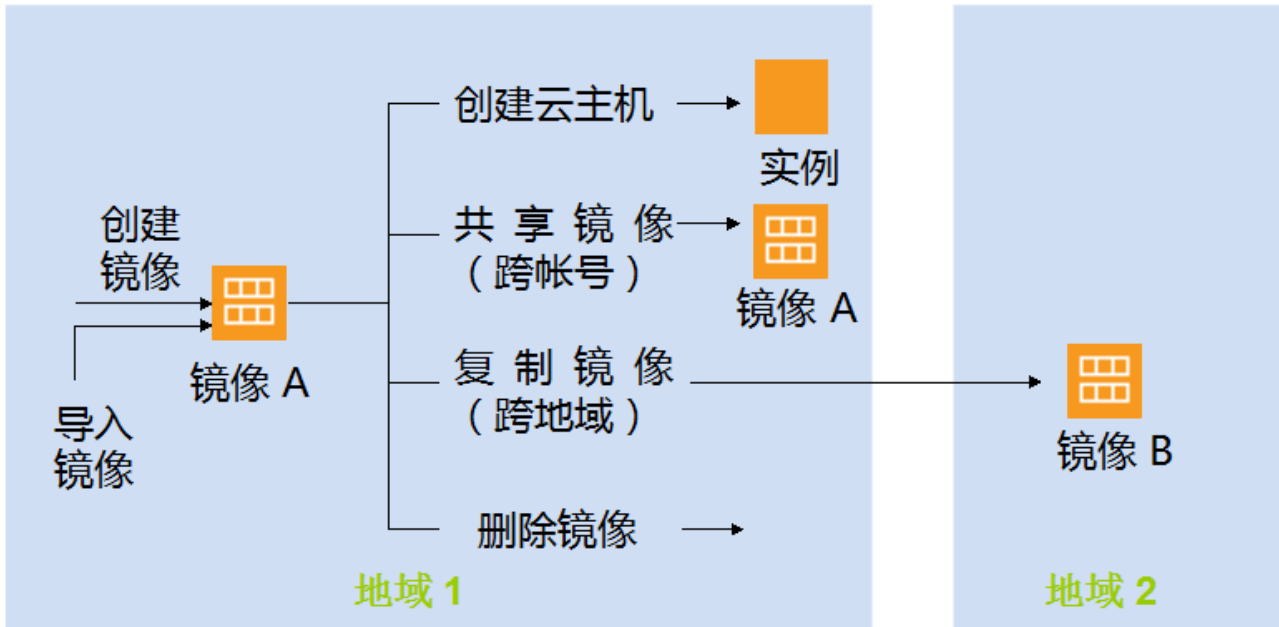 创建
镜像
镜像 A
导入
镜像
创建云主机
实例
共享镜像
（跨帐号）
镜像 A
复制镜像
（跨地域）
镜像 B
删除镜像
地域 1
地域 2